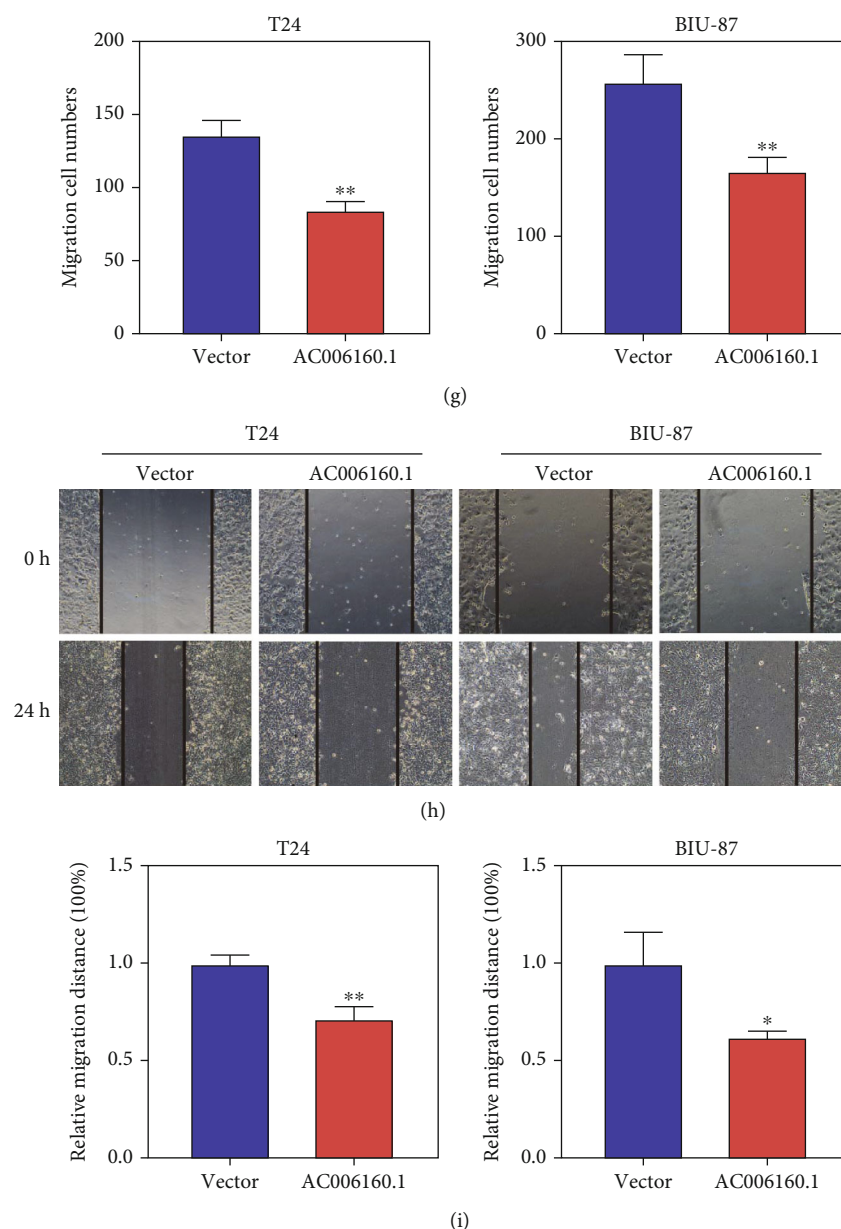 T24
BIU-87
Migration cell numbers
200
150
100
50
0
**
Vector
AC006160.1
Migration cell numbers
300
200
100
0
**
Vector
AC006160.1
(g)
T24
BIU-87
Vector
AC006160.1
Vector
AC006160.1
0 h
24 h
(h)
T24
BIU-87
Relative migration distance (100%)
1.5
1.0
0.5
0.0
**
Vector
AC006160.1
Relative migration distance (100%)
1.5
1.0
0.5
0.0
*
Vector
AC006160.1
(i)